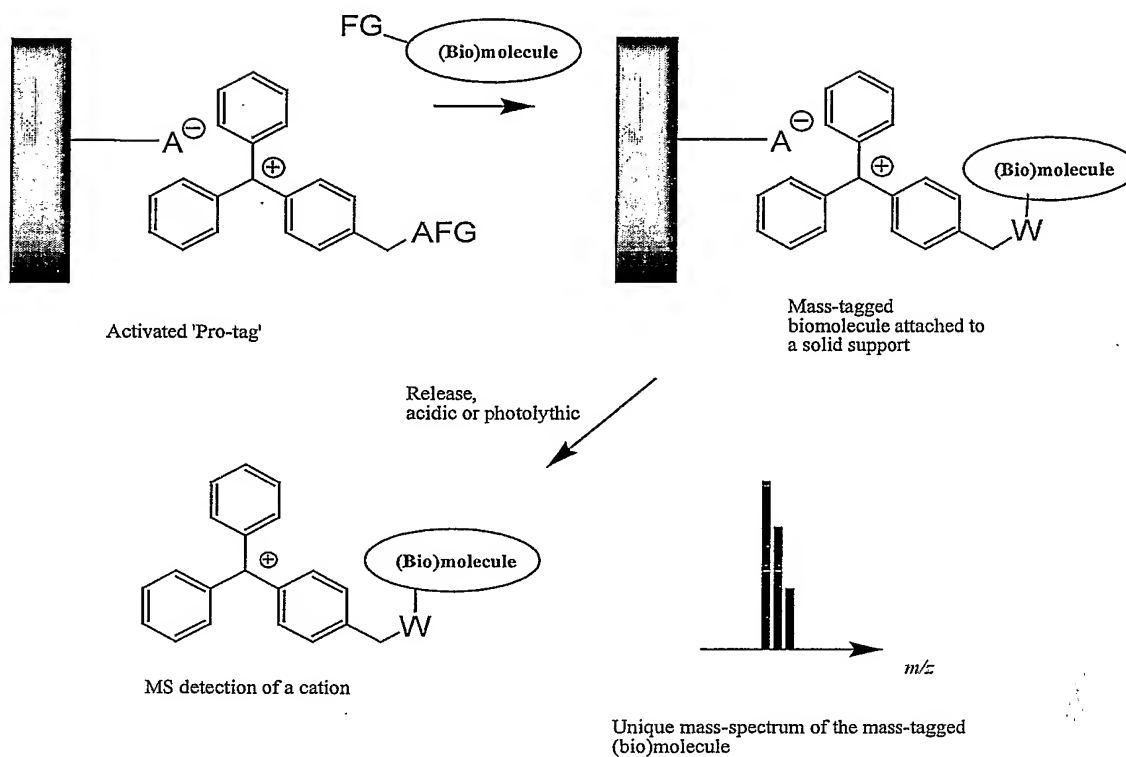 FG
(Bio)molecule
A⊖
⊕
AFG
Activated 'Pro-tag'
A⊖
⊕
(Bio)molecule
W
Mass-tagged
biomolecule attached to
a solid support
Release,
acidic or photolythic
⊕
(Bio)molecule
W
MS detection of a cation
m/z
Unique mass-spectrum of the mass-tagged
(bio)molecule